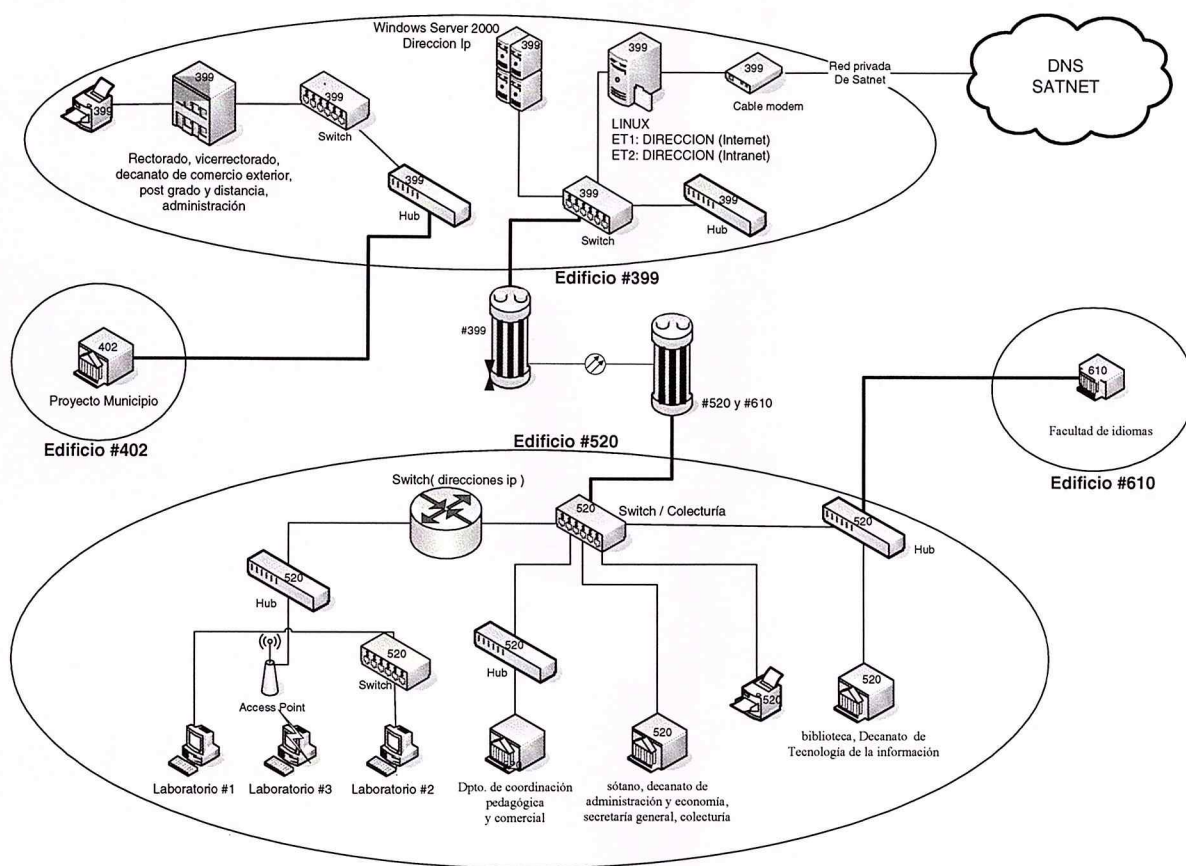 Windows Server 2000
Direccion Ip
399
399
399
399
399
399
399
399
399
Red privada
De Satnet
DNS
SATNET
Cable modem
Switch
LINUX
ET1: DIRECCION (Internet)
ET2: DIRECCION (Intranet)
Rectorado, vicerrectorado,
decanato de comercio exterior,
post grado y distancia,
administración
Hub
Switch
Hub
Edificio #399
#399
402
Proyecto Municipio
Edificio #402
#520 y #610
610
Facultad de idiomas
Edificio #610
Edificio #520
Switch( direcciones ip )
520
Switch / Colecturía
520
Hub
520
Hub
520
Switch
Access Point
520
Hub
520
520
520
Laboratorio #1
Laboratorio #3
Laboratorio #2
Dpto. de coordinación
pedagógica
y comercial
sótano, decanato de
administración y economía,
secretaría general, colecturía
biblioteca, Decanato de
Tecnología de la información